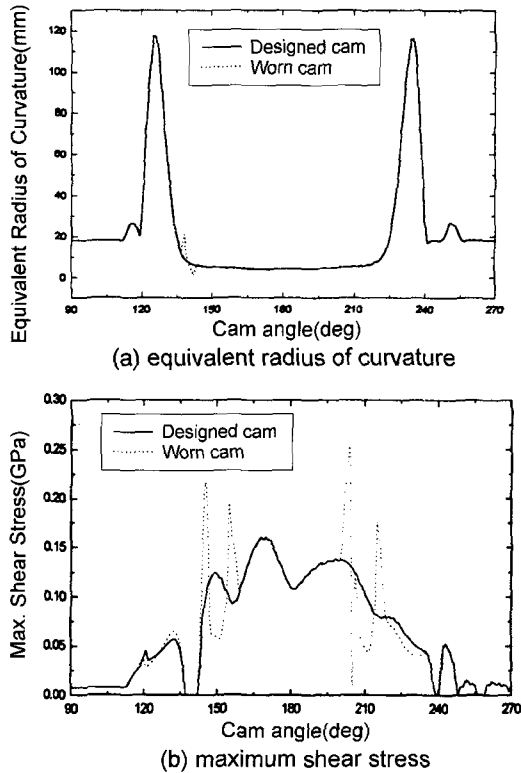 Equivalent Radius of Curvature(mm)
120
100
80
60
40
20
0
Designed cam
Worn cam
90 120 150 180 210 240 270
Cam angle(deg)
(a) equivalent radius of curvature
Max. Shear Stress(GPa)
0.30
0.25
0.20
0.15
0.10
0.05
0.00
Designed cam
Worn cam
90 120 150 180 210 240 270
Cam angle(deg)
(b) maximum shear stress